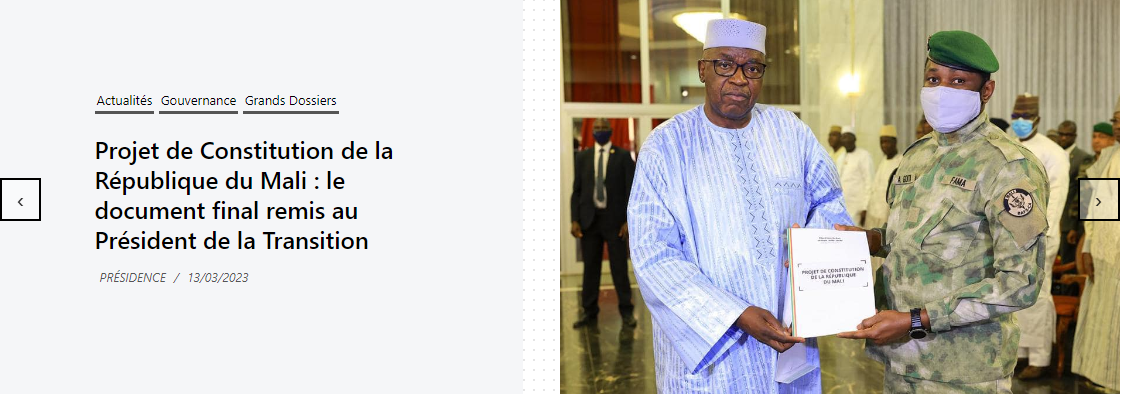 Actualités Gouvernance Grands Dossiers
Projet de Constitution de la
République du Mali : le
document final remis au
Président de la Transition
PRÉSIDENCE / 13/03/2023
‹
›
FAMA
PROJET DE CONSTITUTION
DE LA RÉPUBLIQUE
DU MALI